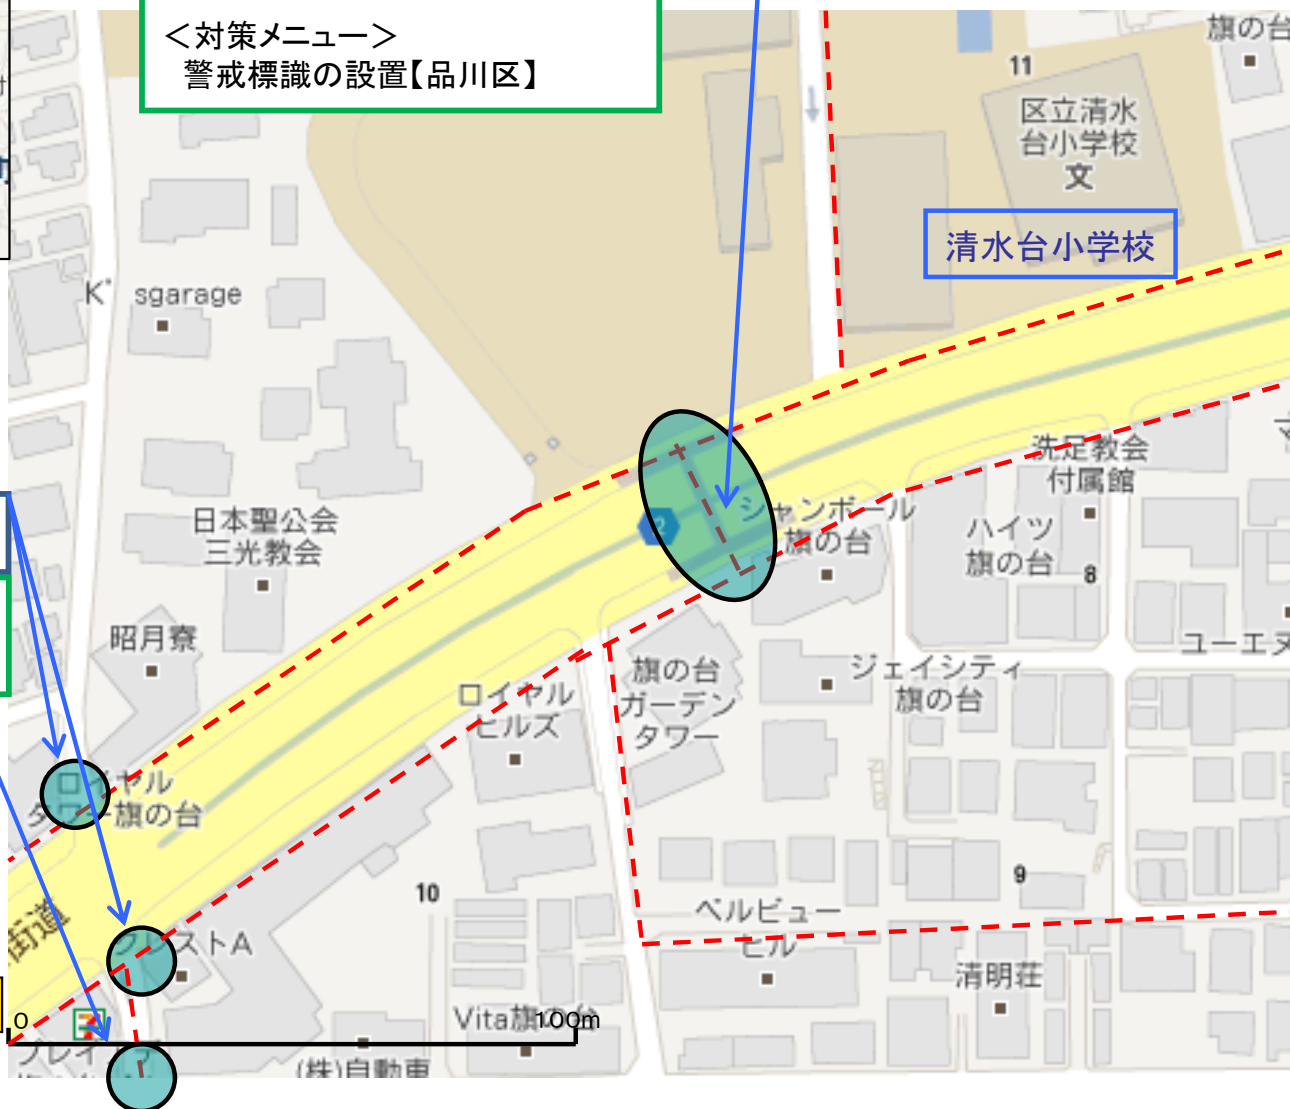 ＜対策メニュー＞
警戒標識の設置【品川区】
旗の台
11
区立清水
台小学校
文
清水台小学校
K's garage
洗足教会
付属館
シャンボール
旗の台
ハイツ
旗の台
8
日本聖公会
三光教会
昭月寮
ユーエヌ
ジェイシティ
旗の台
旗の台
ガーデン
タワー
ロイヤル
ヒルズ
ロイヤル
タワー旗の台
10
9
ベルビュー
ヒル
街道
クレストA
清明荘
0
100m
Vita旗の台
(株)自動車